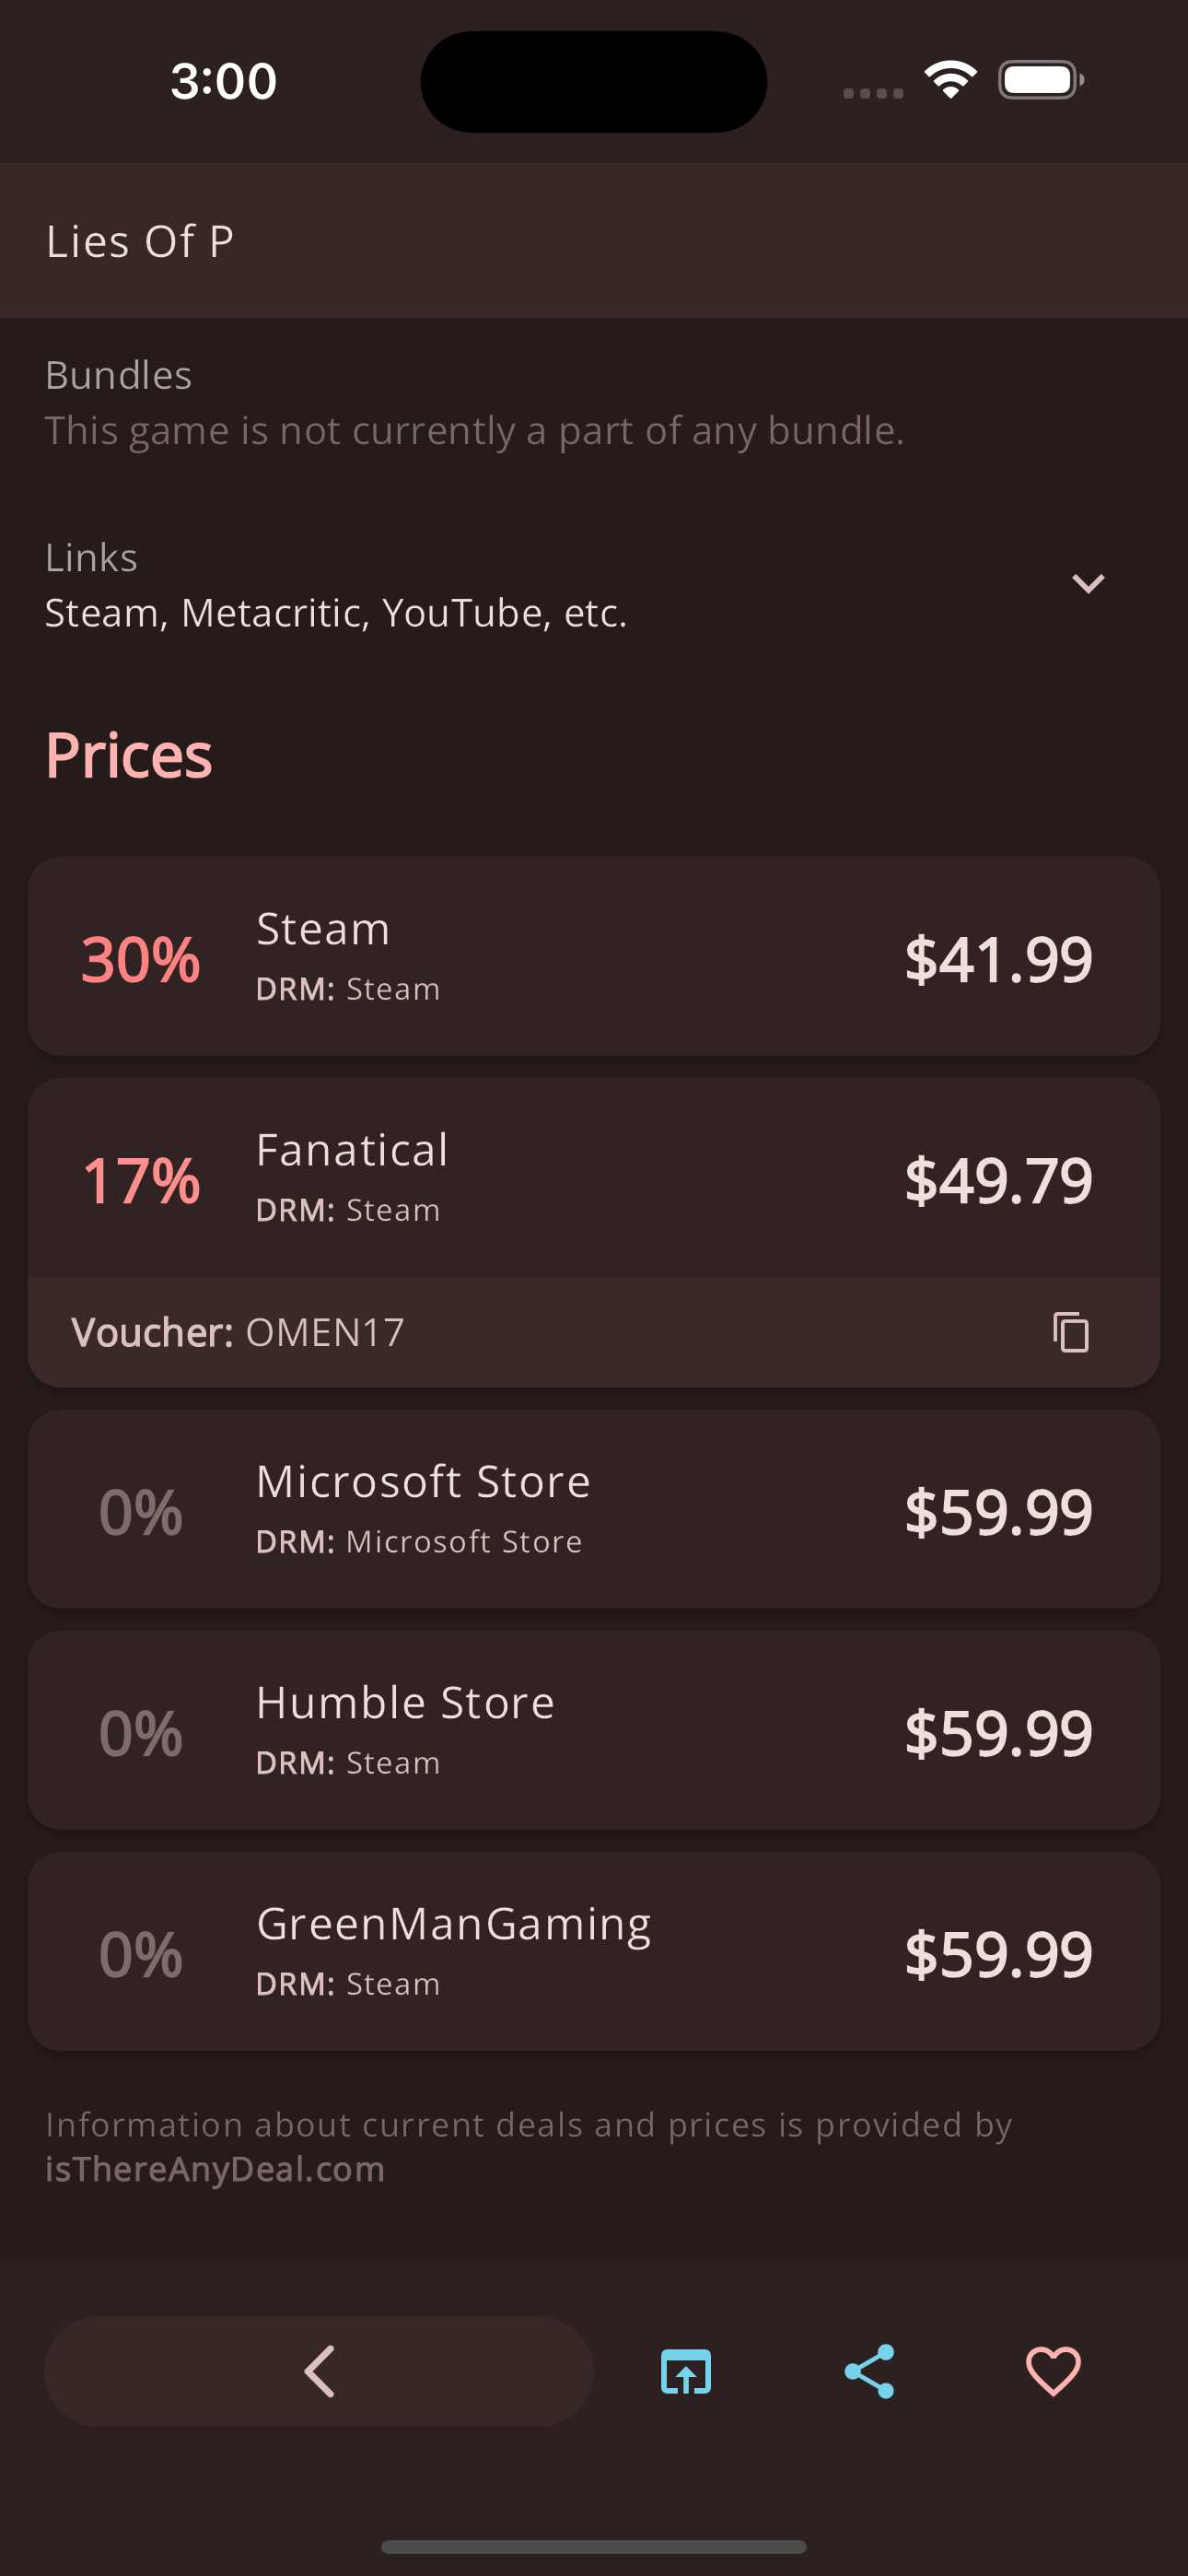 3:00
Lies Of P
Bundles
This game is not currently a part of any bundle.
Links
Steam, Metacritic, YouTube, etc.
Prices
30%
Steam
DRM: Steam
$41.99
17%
Fanatical
DRM: Steam
$49.79
Voucher: OMEN17
0%
Microsoft Store
DRM: Microsoft Store
$59.99
0%
Humble Store
DRM: Steam
$59.99
0%
GreenManGaming
DRM: Steam
$59.99
Information about current deals and prices is provided by
isThereAnyDeal.com